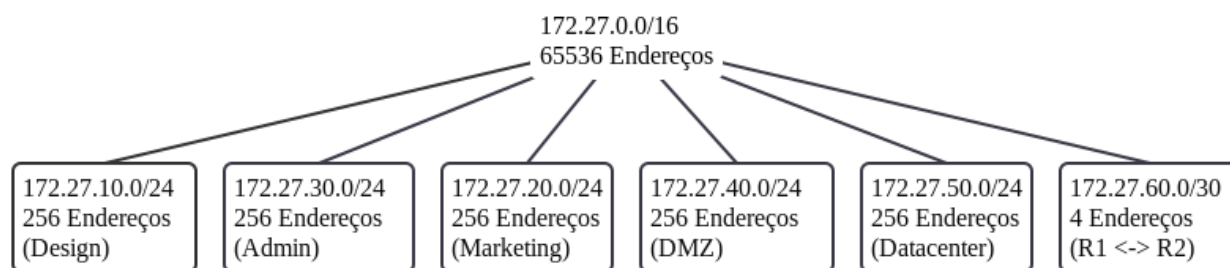 172.27.0.0/16
65536 Endereços
172.27.10.0/24
256 Endereços
(Design)
172.27.30.0/24
256 Endereços
(Admin)
172.27.20.0/24
256 Endereços
(Marketing)
172.27.40.0/24
256 Endereços
(DMZ)
172.27.50.0/24
256 Endereços
(Datacenter)
172.27.60.0/30
4 Endereços
(R1 <-> R2)